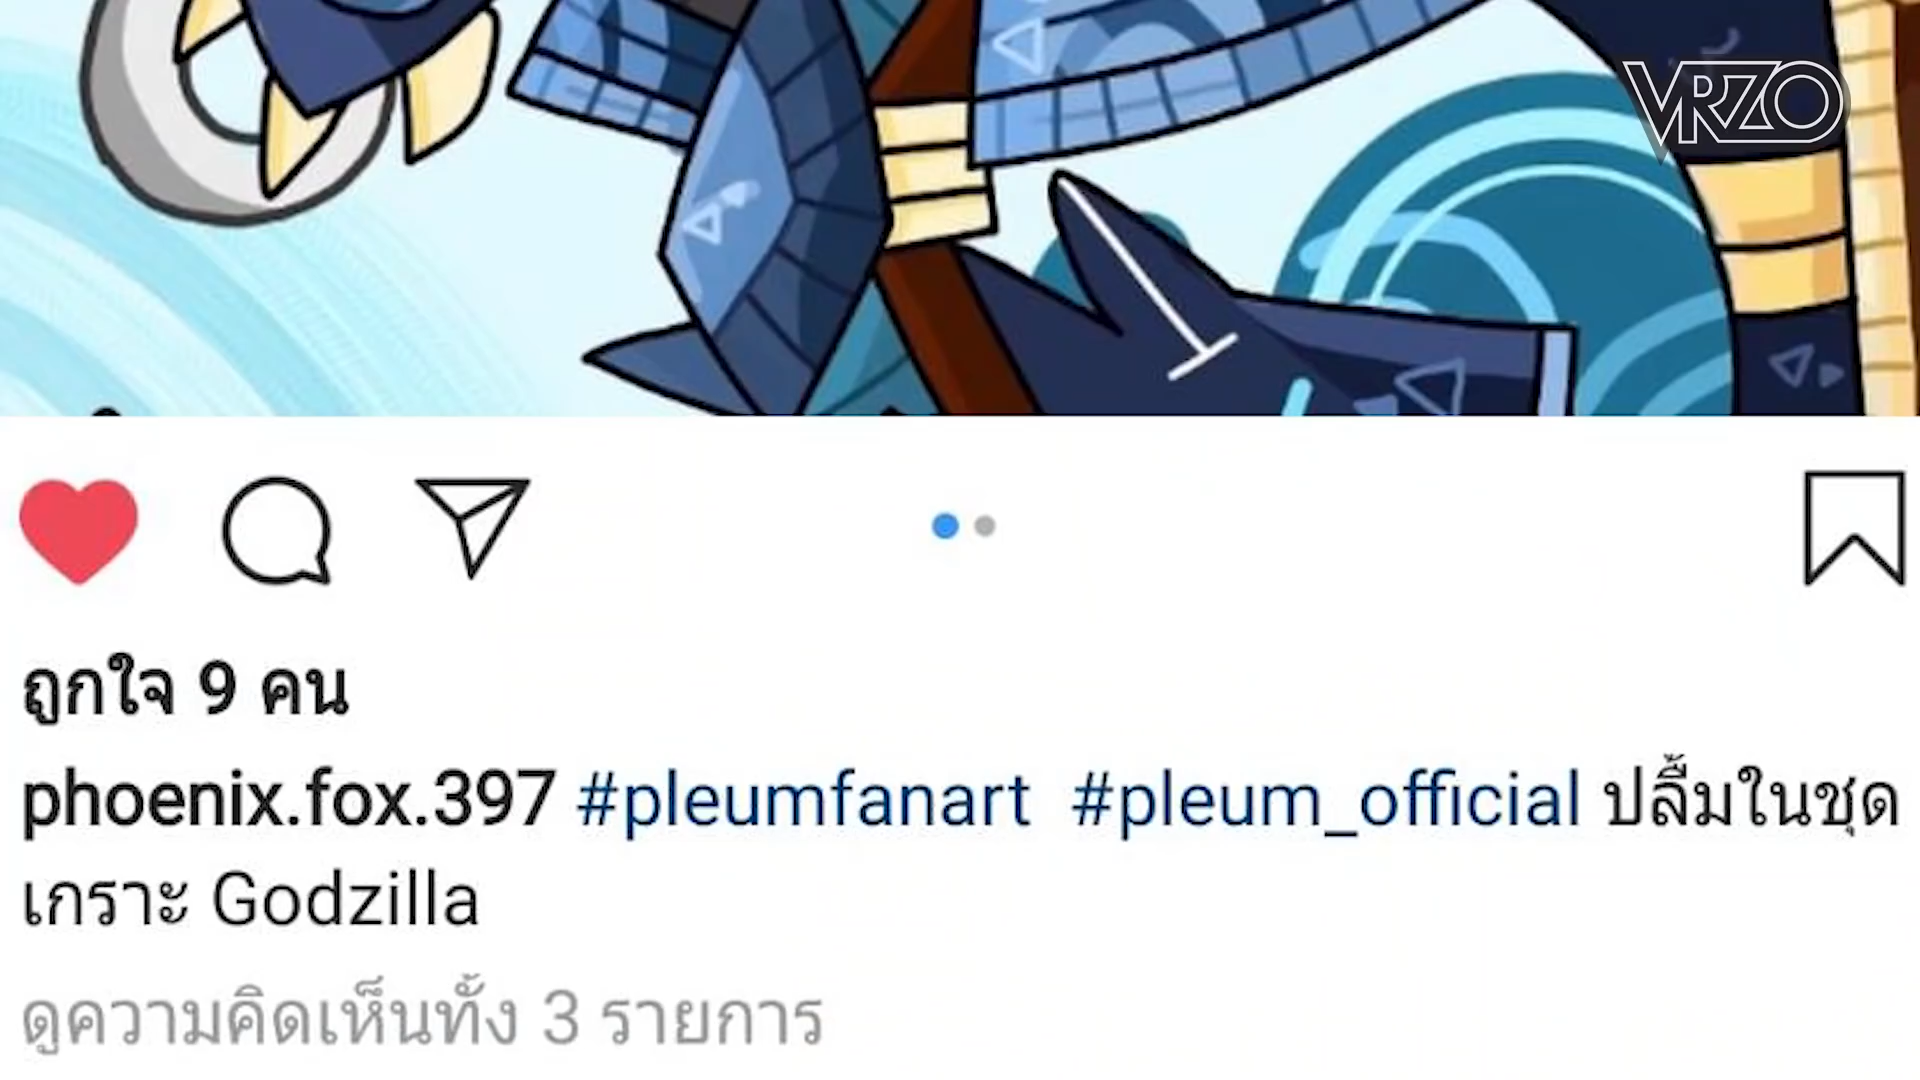 VRZO
ถูกใจ 9 คน
phoenix.fox.397 #pleumfanart #pleum_official ปลื้มในชุด
เกราะ Godzilla
ดูความคิดเห็นทั้ง 3 รายการ